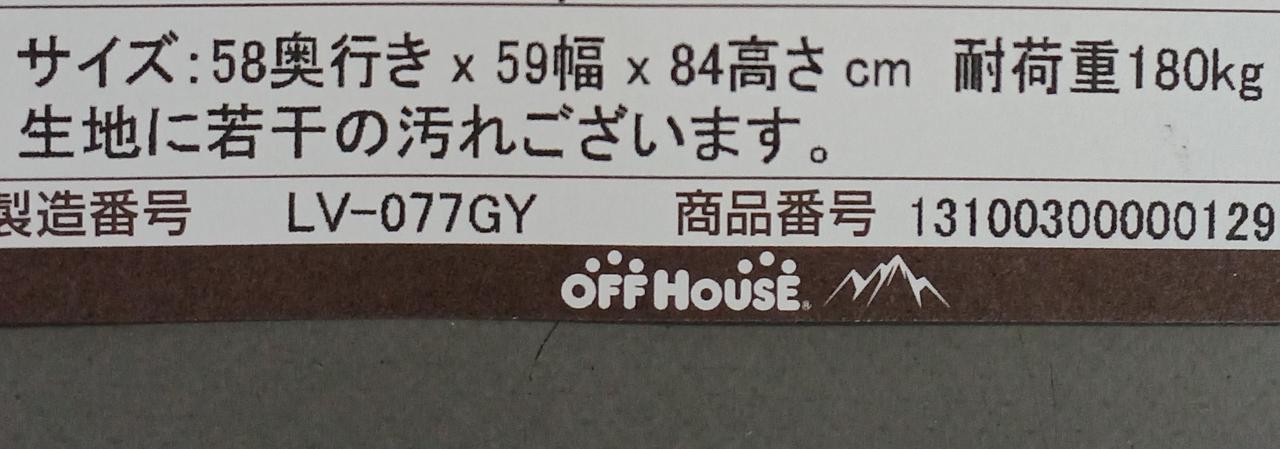 サイズ:58奥行き x 59幅 x 84高さ cm 耐荷重180kg
生地に若干の汚れございます。
製造番号 LV-077GY 商品番号 13100300000129
OFF HOUSE